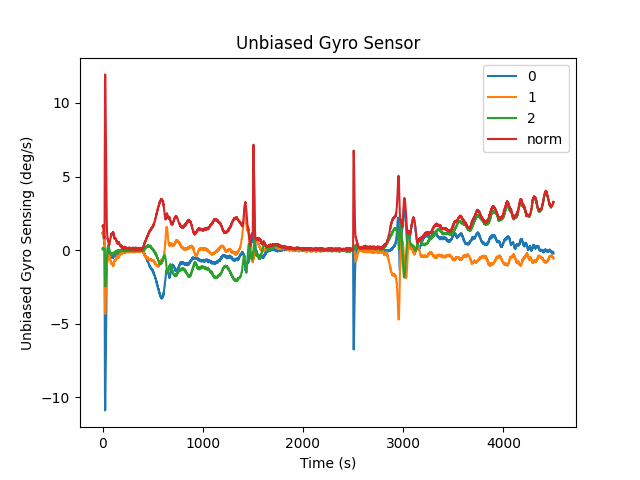 Unbiased Gyro Sensor
Unbiased Gyro Sensing (deg/s)
10
5
0
−5
−10
0
1
2
norm
0 1000 2000 3000 4000
Time (s)